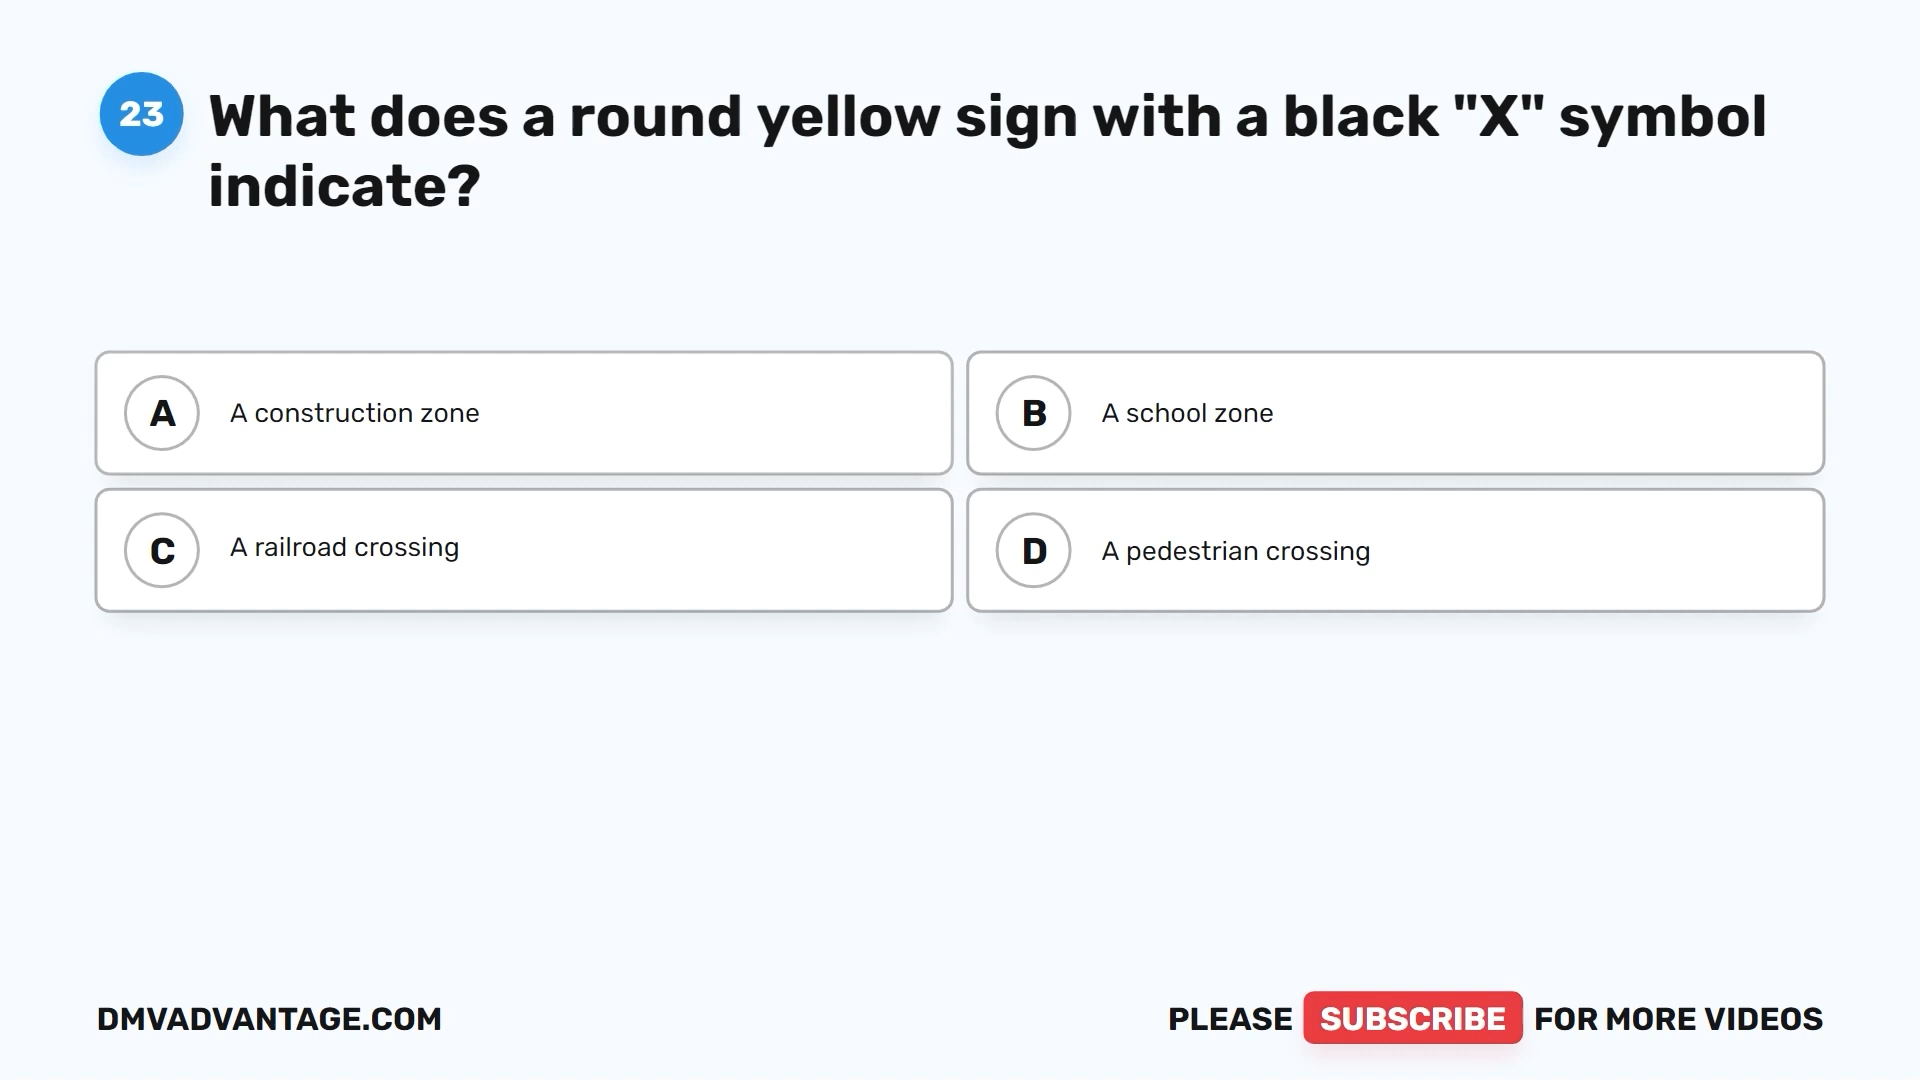 23
What does a round yellow sign with a black "X" symbol
indicate?
A A construction zone
B A school zone
C A railroad crossing
D A pedestrian crossing
DMVADVANTAGE.COM
PLEASE SUBSCRIBE FOR MORE VIDEOS